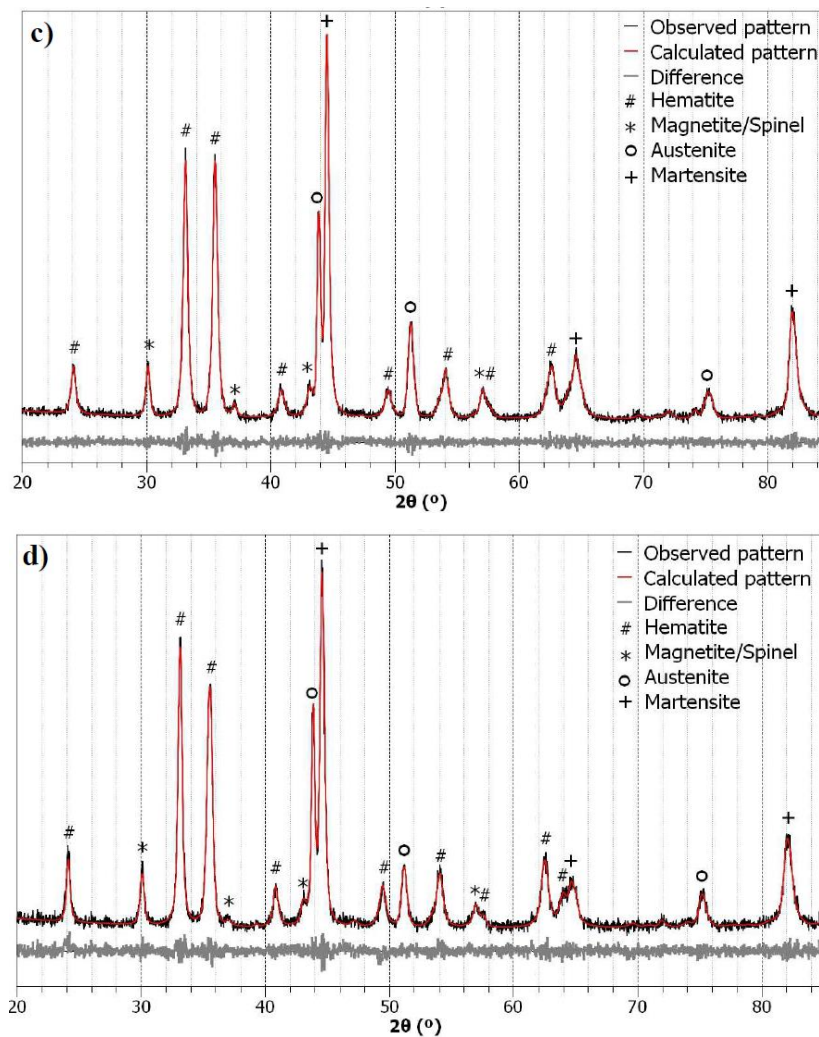 c)
+
— Observed pattern
— Calculated pattern
— Difference
# Hematite
* Magnetite/Spinel
o Austenite
+ Martensite
# # o
# * * # * # o # *# # + o +
20 30 40 50 60 70 80
2θ (º)
d)
+
— Observed pattern
— Calculated pattern
— Difference
# Hematite
* Magnetite/Spinel
o Austenite
+ Martensite
# # o
# * * # * # o # *# # # + o +
20 30 40 50 60 70 80
2θ (º)